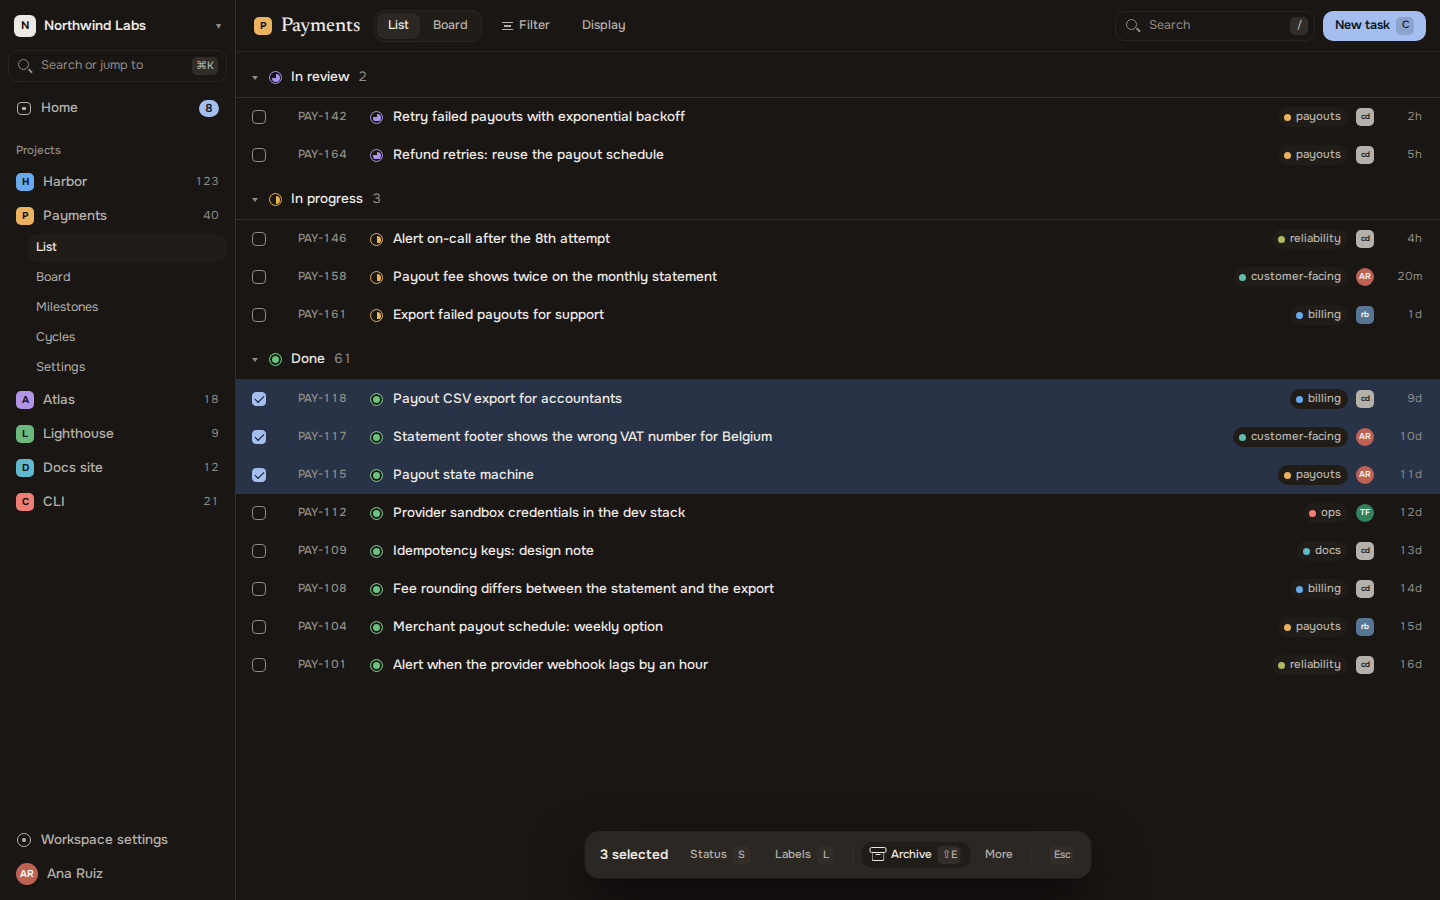 N Northwind Labs
Search or jump to ⌘K
Home 8
Projects
H Harbor 123
P Payments 40
List
Board
Milestones
Cycles
Settings
A Atlas 18
L Lighthouse 9
D Docs site 12
C CLI 21
Workspace settings
AR Ana Ruiz
P Payments List Board Filter Display Search / New task C
In review 2
PAY-142 Retry failed payouts with exponential backoff payouts cd 2h
PAY-164 Refund retries: reuse the payout schedule payouts cd 5h
In progress 3
PAY-146 Alert on-call after the 8th attempt reliability cd 4h
PAY-158 Payout fee shows twice on the monthly statement customer-facing AR 20m
PAY-161 Export failed payouts for support billing rb 1d
Done 61
PAY-118 Payout CSV export for accountants billing cd 9d
PAY-117 Statement footer shows the wrong VAT number for Belgium customer-facing AR 10d
PAY-115 Payout state machine payouts AR 11d
PAY-112 Provider sandbox credentials in the dev stack ops TF 12d
PAY-109 Idempotency keys: design note docs cd 13d
PAY-108 Fee rounding differs between the statement and the export billing cd 14d
PAY-104 Merchant payout schedule: weekly option payouts rb 15d
PAY-101 Alert when the provider webhook lags by an hour reliability cd 16d
3 selected Status S Labels L Archive ⇧E More Esc